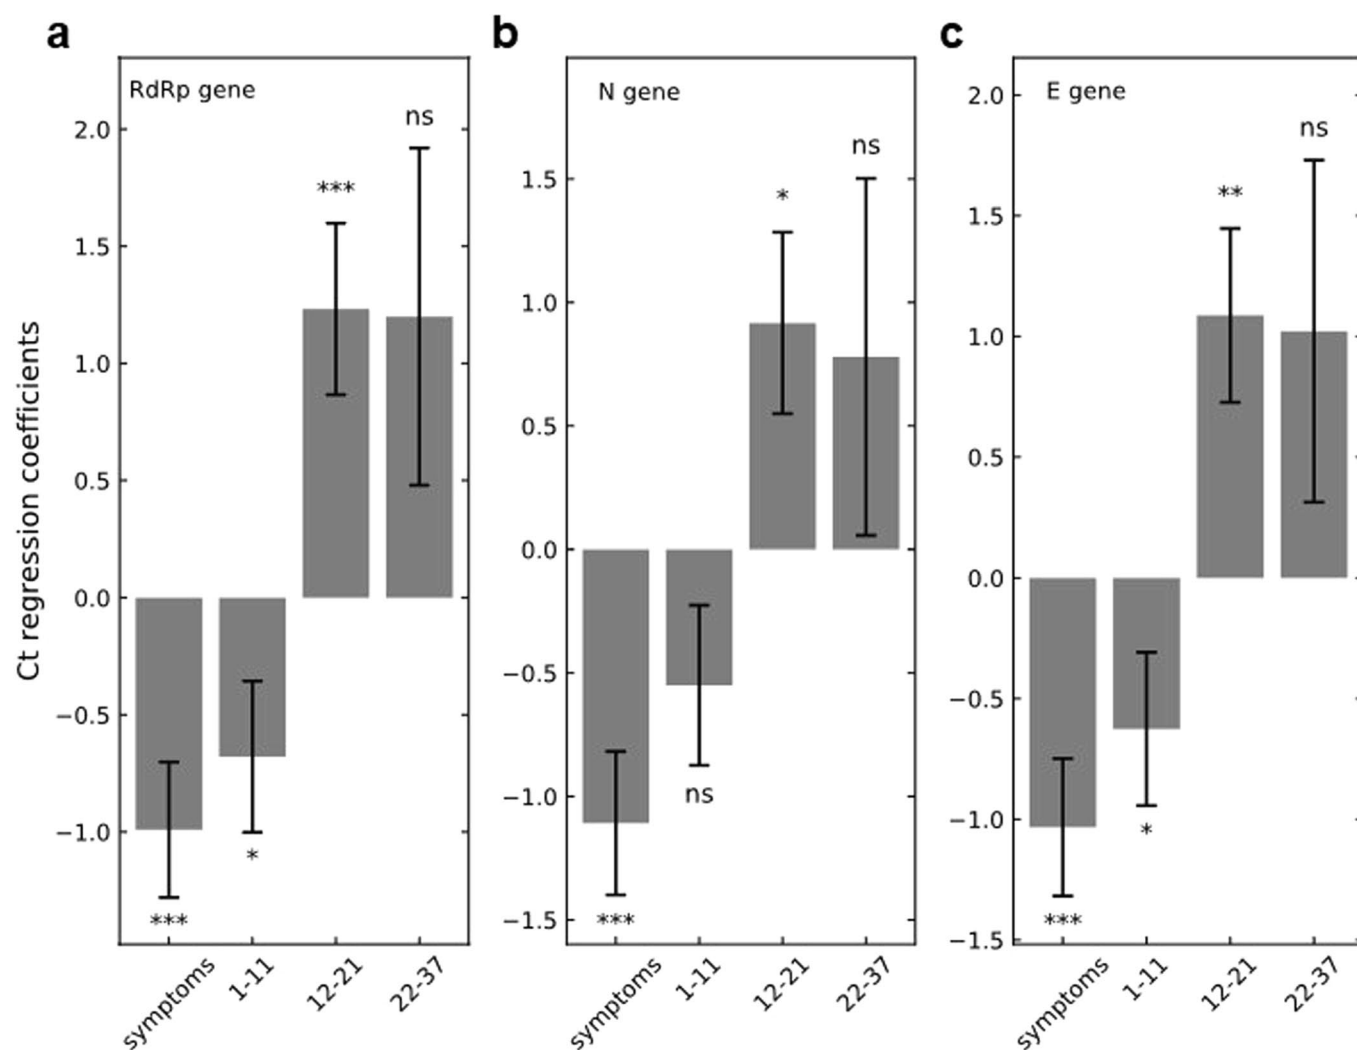 a
RdRp gene
Ct regression coefficients
2.0
1.5
1.0
0.5
0.0
−0.5
−1.0
***
*
***
ns
symptoms
1-11
12-21
22-37
b
N gene
1.5
1.0
0.5
0.0
−0.5
−1.0
−1.5
***
ns
*
ns
symptoms
1-11
12-21
22-37
c
E gene
2.0
1.5
1.0
0.5
0.0
−0.5
−1.0
−1.5
***
*
**
ns
symptoms
1-11
12-21
22-37